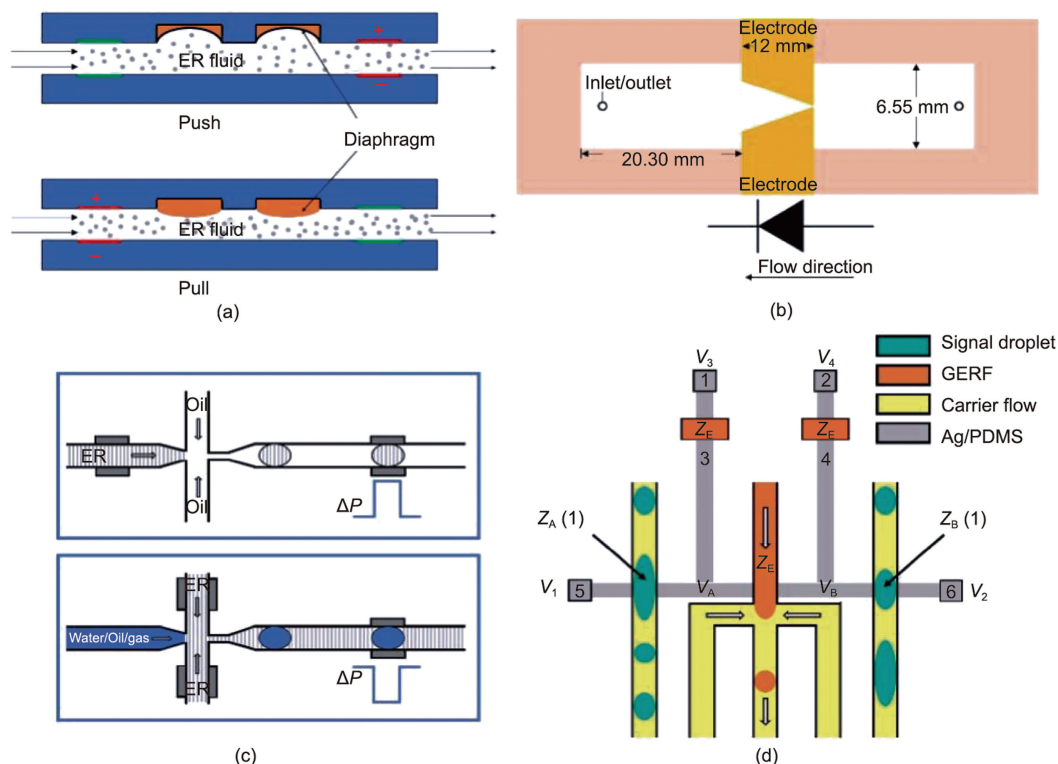 +
ER fluid
−
Push
Diaphragm
+
ER fluid
−
Pull
(a)
Electrode
12 mm
Inlet/outlet
6.55 mm
20.30 mm
Electrode
Flow direction
(b)
Oil
ER
Oil
ΔP
ER
Water/Oil/gas
ER
ΔP
(c)
Signal droplet
GERF
Carrier flow
Ag/PDMS
V3 V4
1 2
ZE ZE
3 4
ZA (1) ZB (1)
ZE
V1 5 VA VB 6 V2
(d)